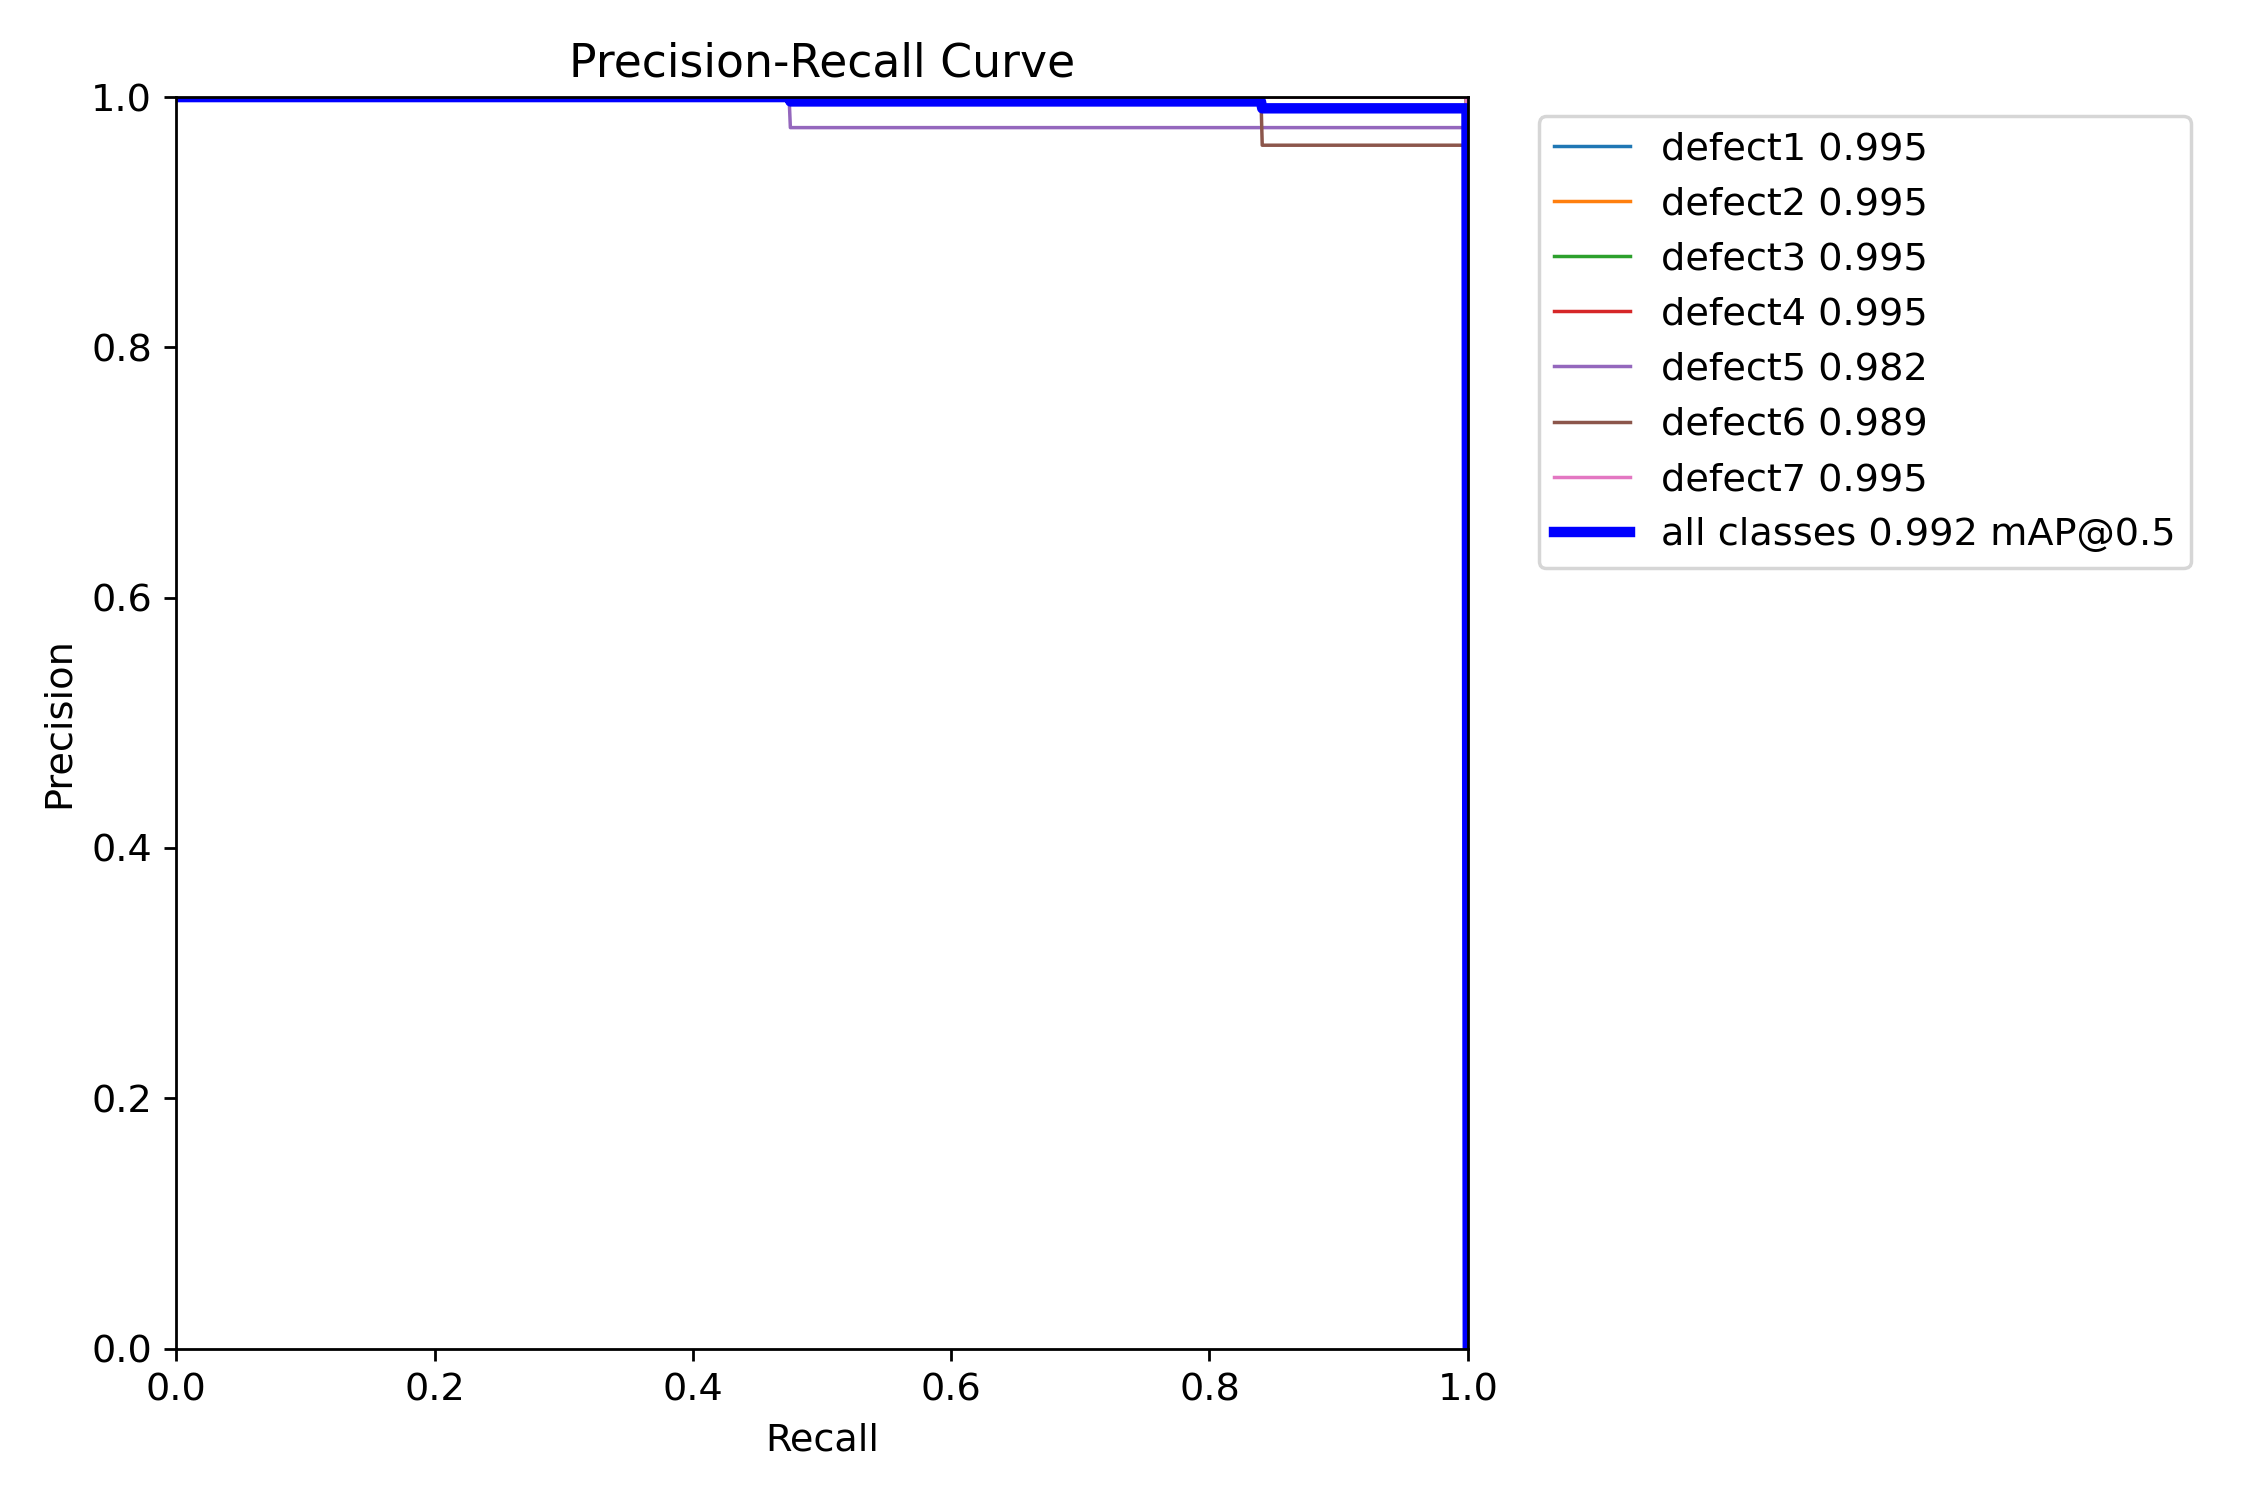 Precision-Recall Curve
1.0
0.8
0.6
0.4
0.2
0.0
Precision
0.0 0.2 0.4 0.6 0.8 1.0
Recall
defect1 0.995
defect2 0.995
defect3 0.995
defect4 0.995
defect5 0.982
defect6 0.989
defect7 0.995
all classes 0.992 mAP@0.5